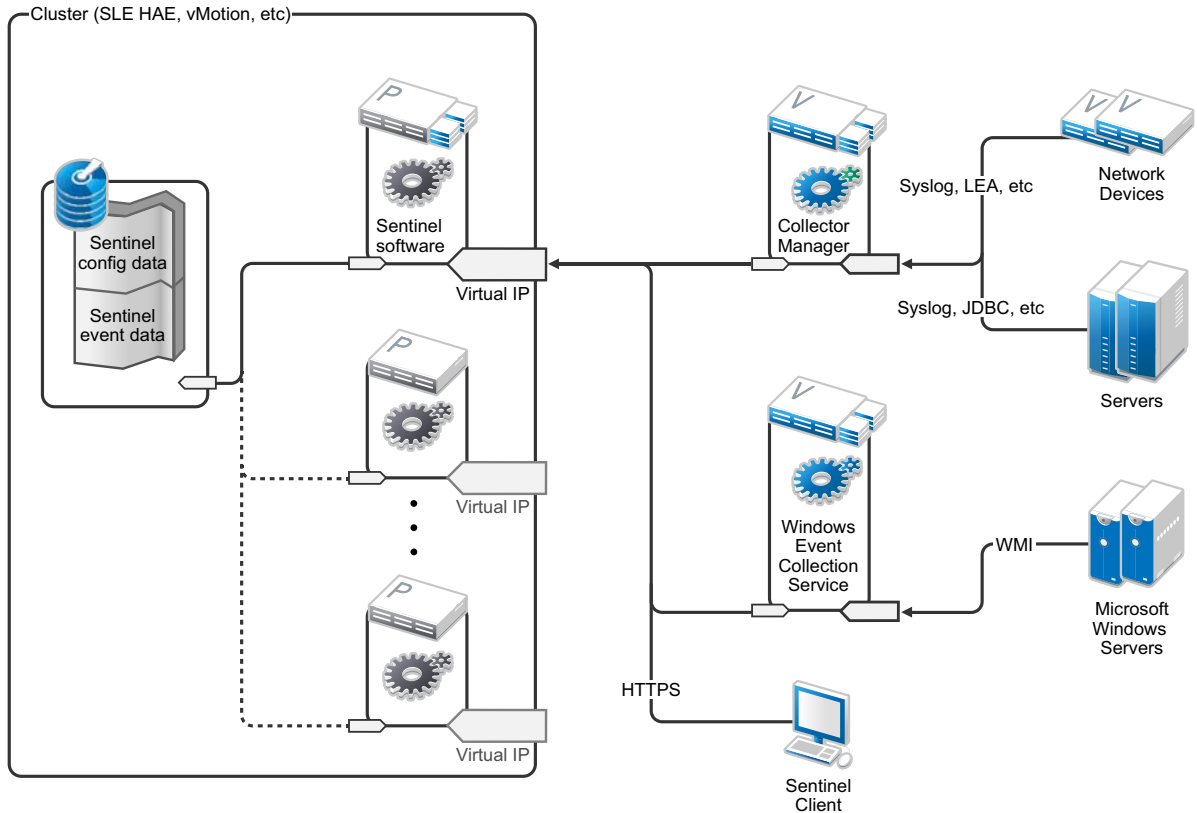 Cluster (SLE HAE, vMotion, etc)
P
Sentinel
software
Virtual IP
Sentinel
config data
Sentinel
event data
P
Virtual IP
P
Virtual IP
V
Collector
Manager
V
V
Network
Devices
Syslog, LEA, etc
Syslog, JDBC, etc
Servers
V
Windows
Event
Collection
Service
WMI
Microsoft
Windows
Servers
HTTPS
Sentinel
Client